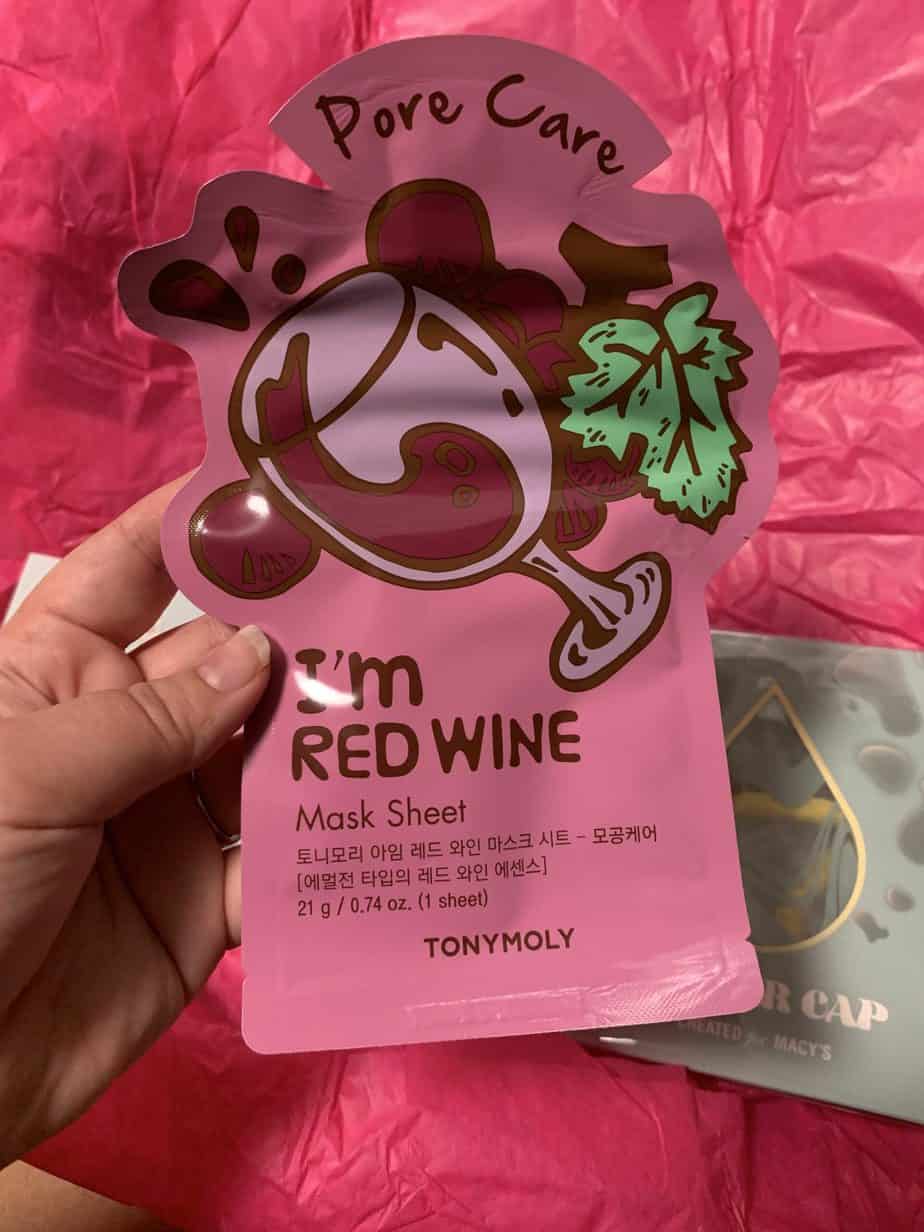 Pore Care
I'm
RED WINE
Mask Sheet
토니모리 아임 레드 와인 마스크 시트 - 모공케어
[에멀전 타입의 레드 와인 에센스]
21 g / 0.74 oz. (1 sheet)
TONYMOLY
CAP
CREATED for MACY'S